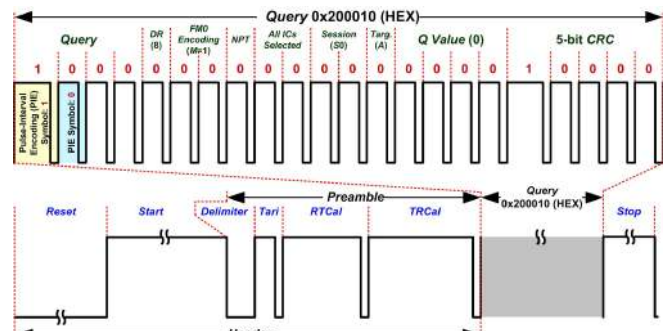 Query 0x200010 (HEX)
Query
DR (8)
FM0 Encoding (M=1)
NPT
All ICs Selected
Session (S0)
Targ. (A)
Q Value (0)
5-bit CRC
1 0 0 0 0 0 0 0 0 0 0 0 0 0 0 0 0 1 0 0 0 0
Pulse-Interval Encoding (PIE) Symbol: 1
PIE Symbol: 0
Preamble
Query 0x200010 (HEX)
Reset
Start
Delimiter
Tari
RTCal
TRCal
Stop